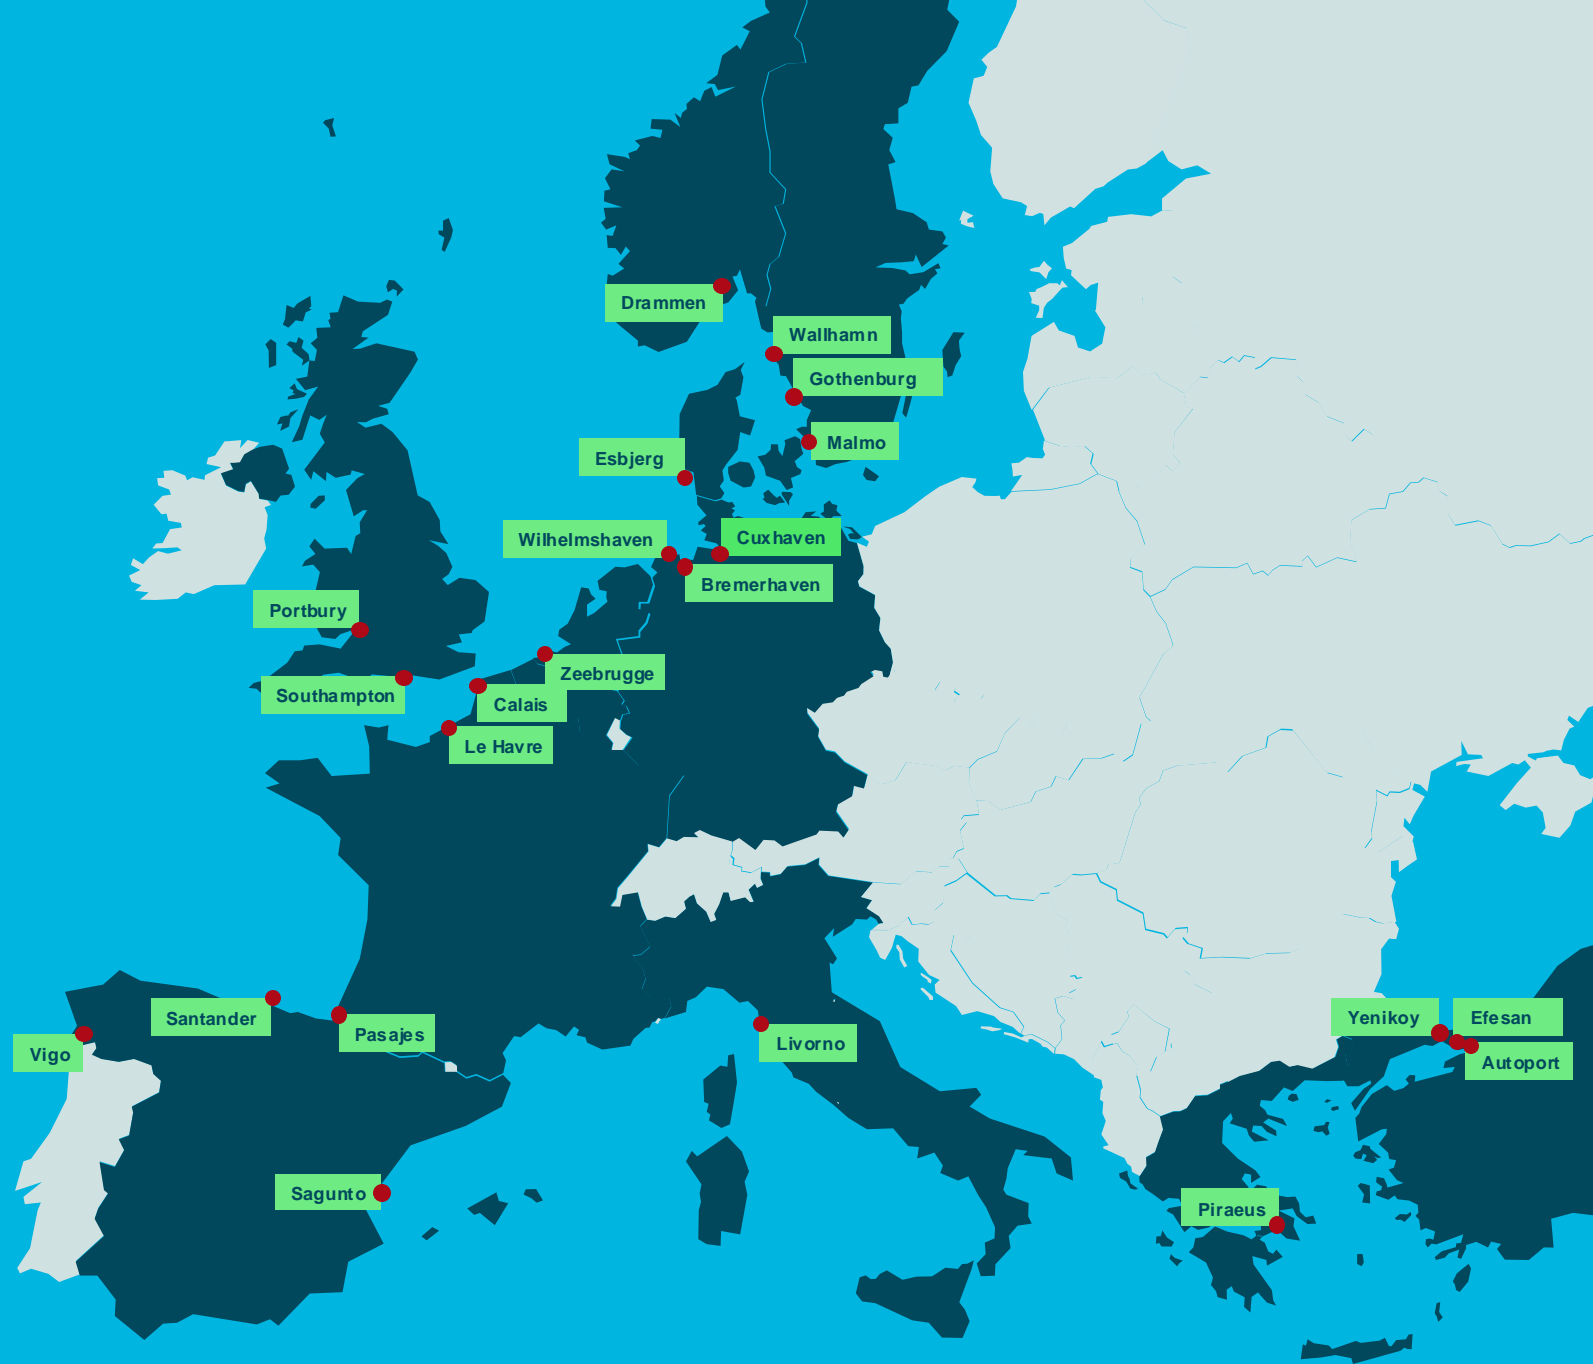 Drammen
Wallhamn
Gothenburg
Malmo
Esbjerg
Wilhelmshaven
Cuxhaven
Bremerhaven
Portbury
Zeebrugge
Southampton
Calais
Le Havre
Santander
Pasajes
Vigo
Livorno
Yenikoy
Efesan
Autoport
Sagunto
Piraeus